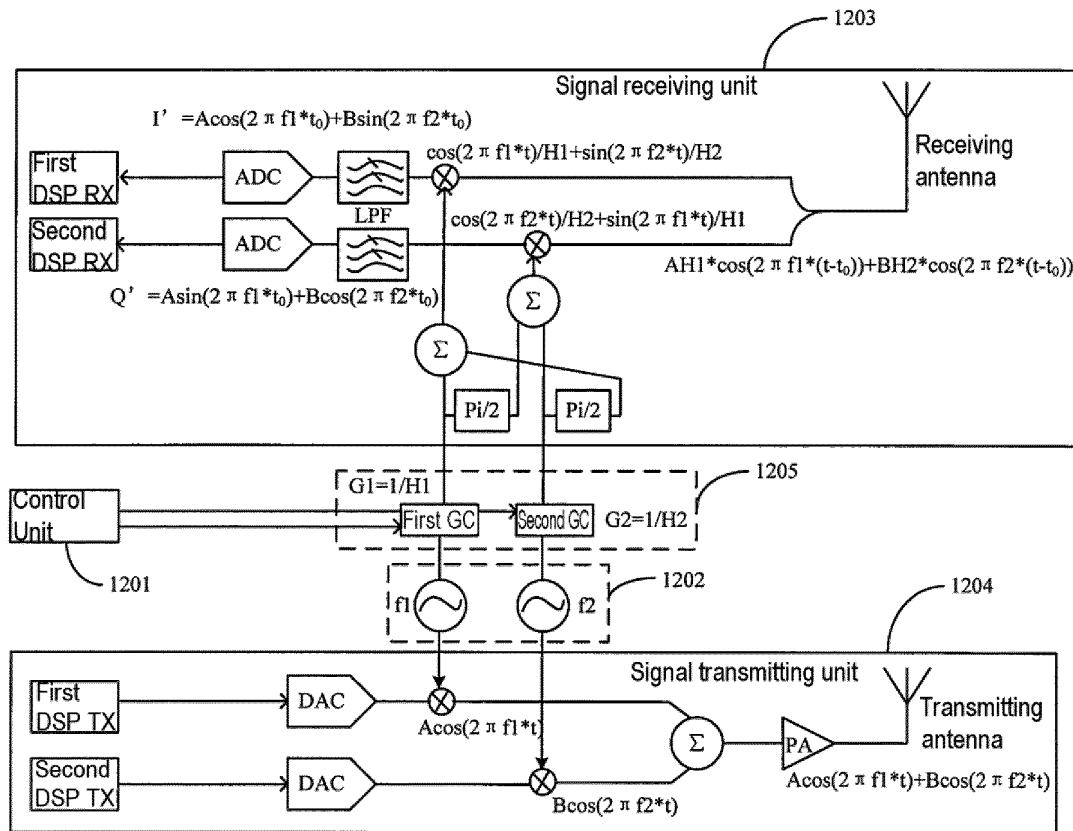 1203
Signal receiving unit
I' =Acos(2 π f1*t₀)+Bsin(2 π f2*t₀)
First
DSP RX
ADC
cos(2 π f1*t)/H1+sin(2 π f2*t)/H2
Receiving
antenna
LPF
Second
DSP RX
ADC
cos(2 π f2*t)/H2+sin(2 π f1*t)/H1
AH1*cos(2 π f1*(t-t₀))+BH2*cos(2 π f2*(t-t₀))
Q' =Asin(2 π f1*t₀)+Bcos(2 π f2*t₀)
Σ
Σ
Pi/2
Pi/2
1205
G1=1/H1
Control
Unit
First GC
Second GC
G2=1/H2
1201
1202
f1
f2
1204
Signal transmitting unit
First
DSP TX
DAC
Acos(2 π f1*t)
Transmitting
antenna
Σ
PA
Second
DSP TX
DAC
Acos(2 π f1*t)+Bcos(2 π f2*t)
Bcos(2 π f2*t)